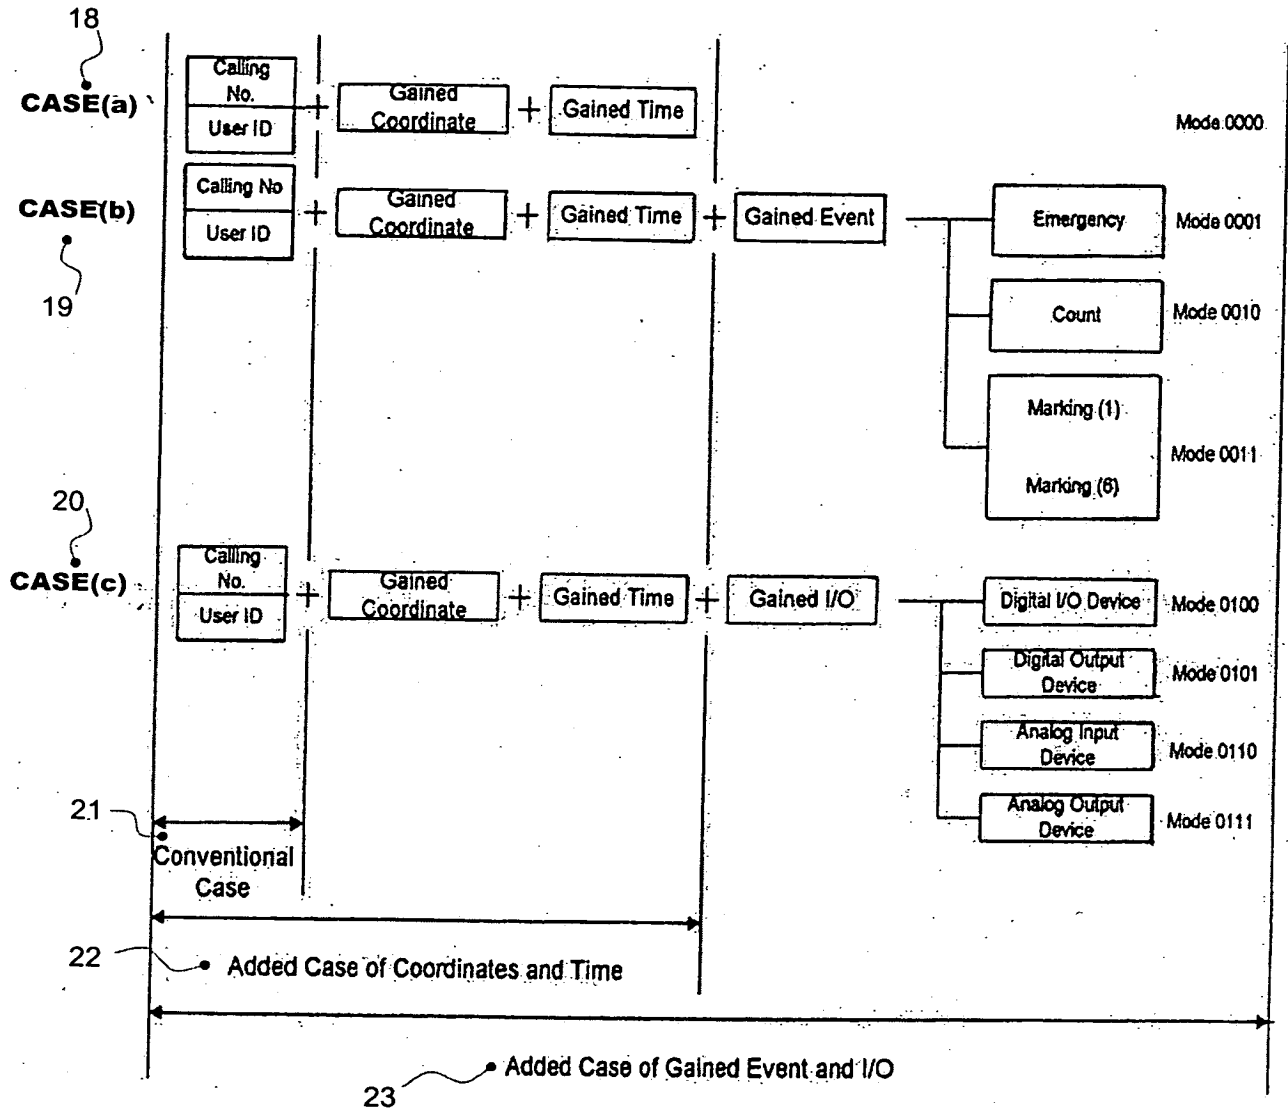 18
CASE(a)
Calling
No.
User ID
+
Gained
Coordinate
+
Gained Time
Mode 0000
CASE(b)
19
Calling No
User ID
+
Gained
Coordinate
+
Gained Time
+
Gained Event
Emergency
Mode 0001
Count
Mode 0010
Marking (1)
Marking (6)
Mode 0011
20
CASE(c)
Calling
No.
User ID
+
Gained
Coordinate
+
Gained Time
+
Gained I/O
Digital I/O Device
Mode 0100
Digital Output
Device
Mode 0101
Analog Input
Device
Mode 0110
Analog Output
Device
Mode 0111
21
Conventional
Case
22
Added Case of Coordinates and Time
Added Case of Gained Event and I/O
23